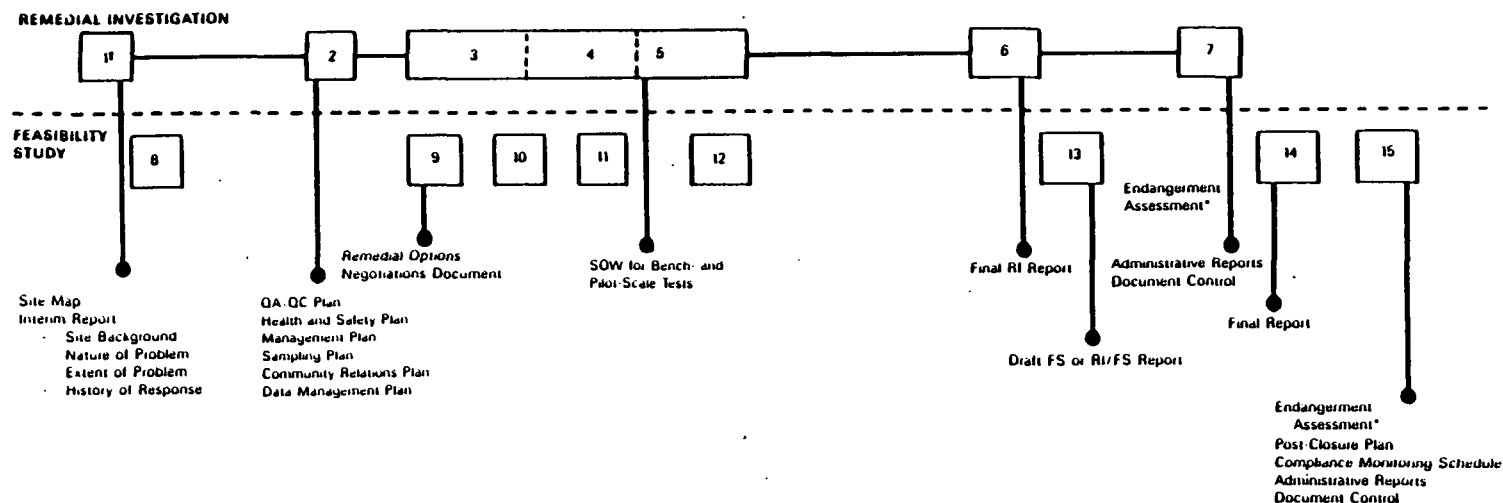 REMEDIAL INVESTIGATION
1†
2
3
4
5
6
7
FEASIBILITY
STUDY
8
9
10
11
12
13
14
15
Remedial Options
Negotiations Document
SOW for Bench- and
Pilot-Scale Tests
Final RI Report
Endangerment
Assessment*
Administrative Reports
Document Control
Final Report
Draft FS or RI/FS Report
Site Map
Interim Report
Site Background
Nature of Problem
Extent of Problem
History of Response
QA-QC Plan
Health and Safety Plan
Management Plan
Sampling Plan
Community Relations Plan
Data Management Plan
Endangerment
Assessment*
Post-Closure Plan
Compliance Monitoring Schedule
Administrative Reports
Document Control